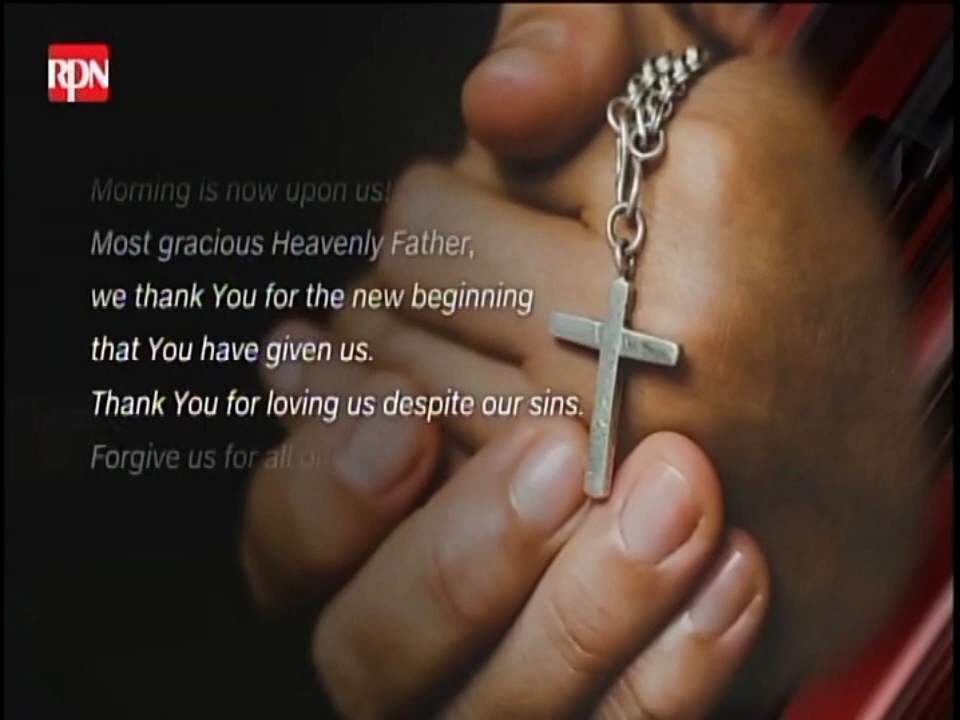 RPN
Morning is now upon us!
Most gracious Heavenly Father,
we thank You for the new beginning
that You have given us.
Thank You for loving us despite our sins.
Forgive us for all